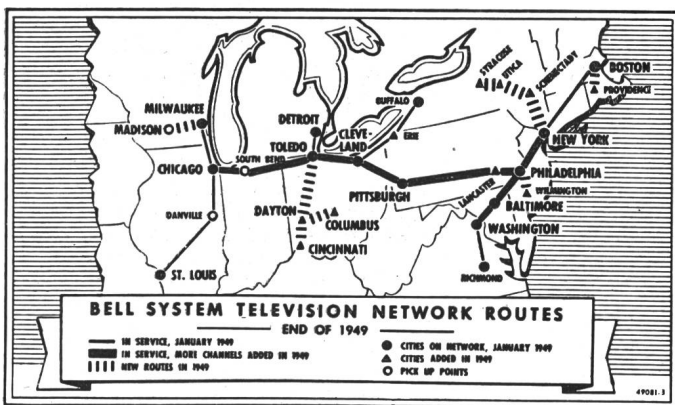 SYRACUSE
UTICA
SCHNECTADY
BOSTON
PROVIDENCE
BUFFALO
MILWAUKEE
MADISON
DETROIT
CLEVE-
LAND
ERIE
NEW YORK
TOLEDO
CHICAGO
SOUTH BEND
PITTSBURGH
LANCASTER
PHILADELPHIA
WILMINGTON
BALTIMORE
WASHINGTON
DANVILLE
DAYTON
COLUMBUS
CINCINNATI
ST. LOUIS
RICHMOND
BELL SYSTEM TELEVISION NETWORK ROUTES
END OF 1949
IN SERVICE, JANUARY 1949
IN SERVICE, MORE CHANNELS ADDED IN 1949
NEW ROUTES IN 1949
CITIES ON NETWORK, JANUARY 1949
CITIES ADDED IN 1949
PICK UP POINTS
49081-3